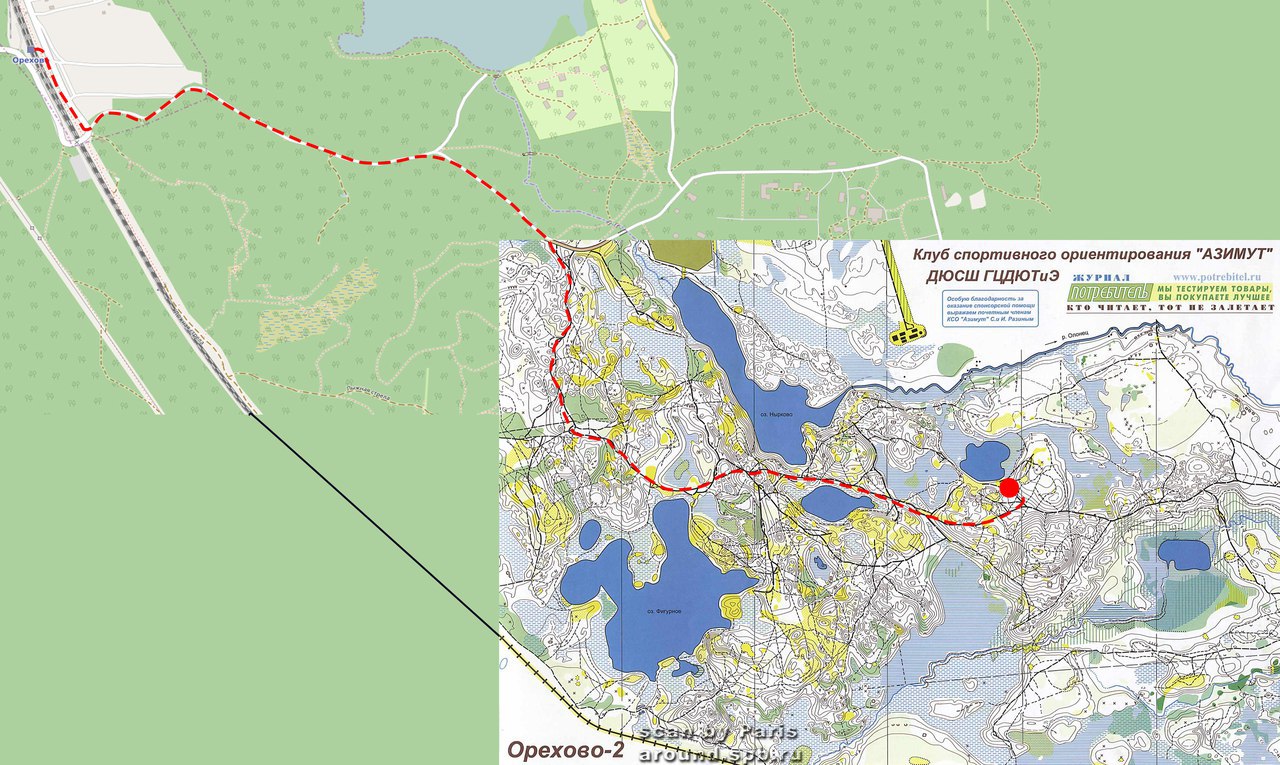 Орехов
Клуб спортивного ориентирования "АЗИМУТ"
ДЮСШ ГЦДЮТиЭ
ЖУРНАЛ
www.potrebitel.ru
ПОТРЕБИТЕЛЬ
МЫ ТЕСТИРУЕМ ТОВАРЫ,
ВЫ ПОКУПАЕТЕ ЛУЧШЕЕ
КТО ЧИТАЕТ, ТОТ НЕ ЗАЛЕТАЕТ
Особую благодарность за
оказание спонсорской помощи
выражаем почетным членам
КСО "Азимут" С.и И. Разиным
р. Олонец
оз. Нырково
оз. Фигурное
Орехово-2
scan by Paris
around.spb.ru